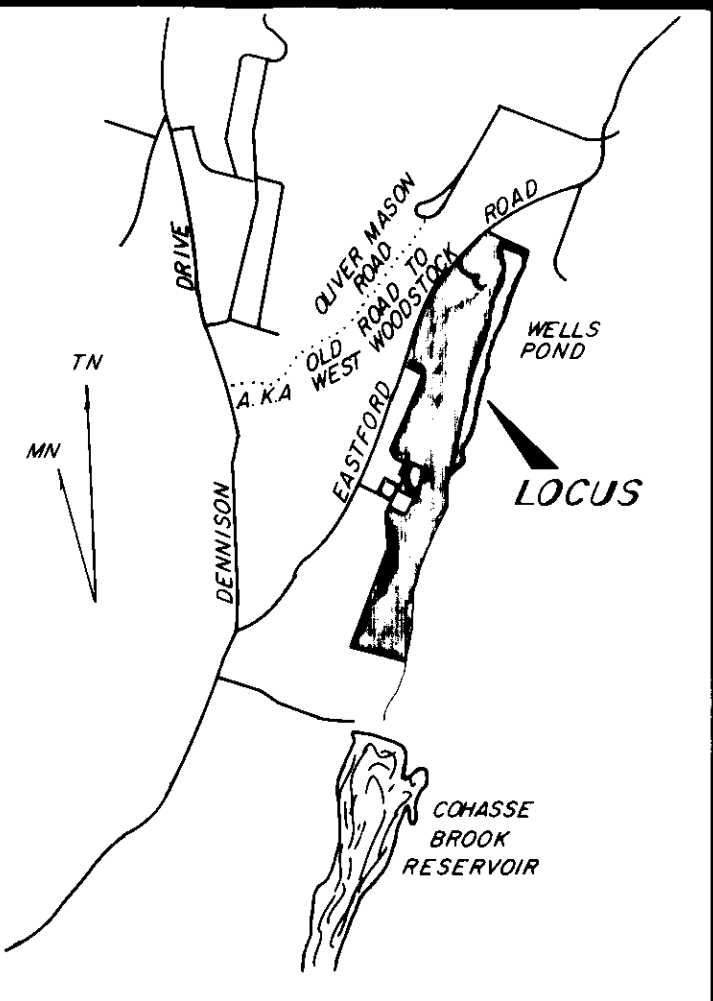 OLIVER MASON
ROAD
ROAD
DRIVE
A.K.A OLD ROAD TO
WEST WOODSTOCK
WELLS
POND
TN
MN
EASTFORD
LOCUS
DENNISON
COHASSE
BROOK
RESERVOIR